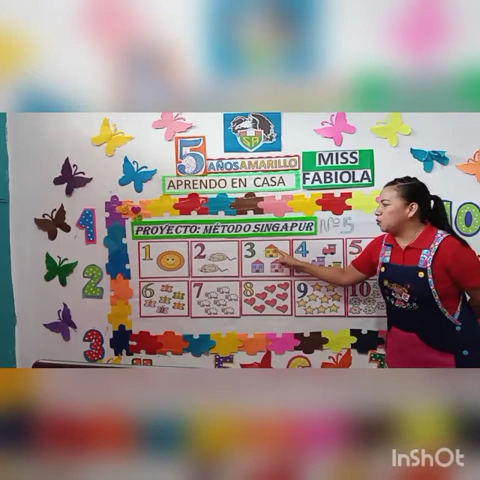 5 AÑOS AMARILLO
MISS
FABIOLA
APRENDO EN CASA
PROYECTO: MÉTODO SINGAPUR Nº5
1 2 3 4 5
6 7 8 9 10
1
2
3
InShOt